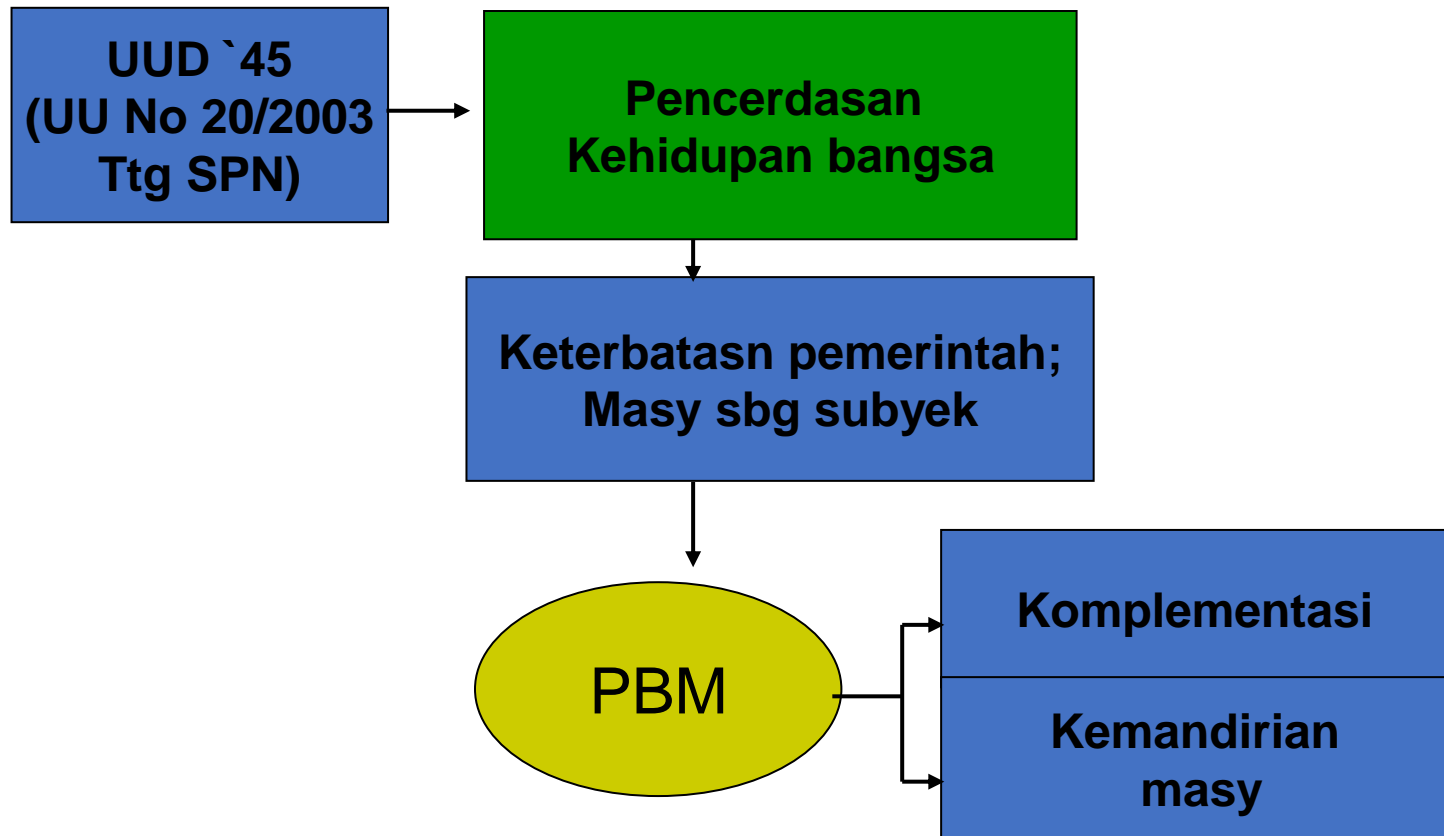 UUD `45
(UU No 20/2003
Ttg SPN)
Pencerdasan
Kehidupan bangsa
Keterbatasn pemerintah;
Masy sbg subyek
PBM
Komplementasi
Kemandirian
masy